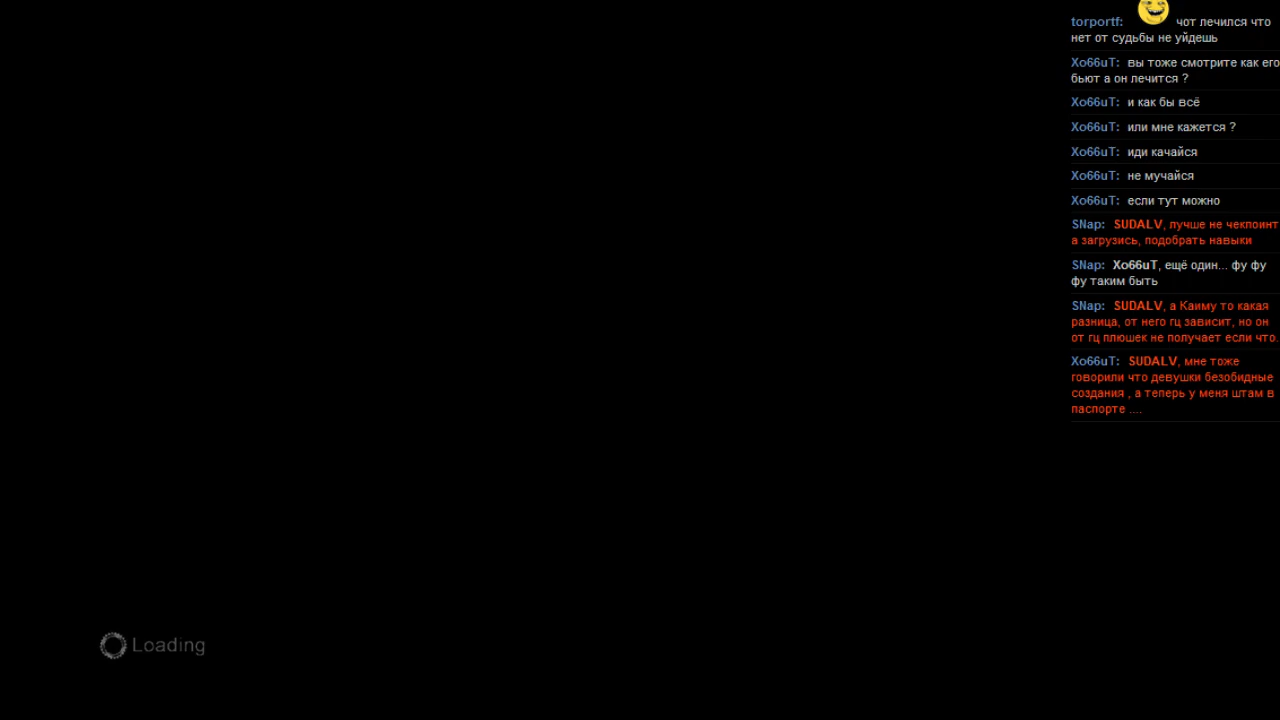 torportf: чот лечился что
нет от судьбы не уйдешь
Xo66uT: вы тоже смотрите как его
бьют а он лечится ?
Xo66uT: и как бы всё
Xo66uT: или мне кажется ?
Xo66uT: иди качайся
Xo66uT: не мучайся
Xo66uT: если тут можно
SNap: SUDALV, лучше не чекпоинт
а загрузись, подобрать навыки
SNap: Xo66uT, ещё один... фу фу
фу таким быть
SNap: SUDALV, а Каиму то какая
разница, от него гц зависит, но он
от гц плюшек не получает если что.
Xo66uT: SUDALV, мне тоже
говорили что девушки безобидные
создания , а теперь у меня штам в
паспорте ....
Loading